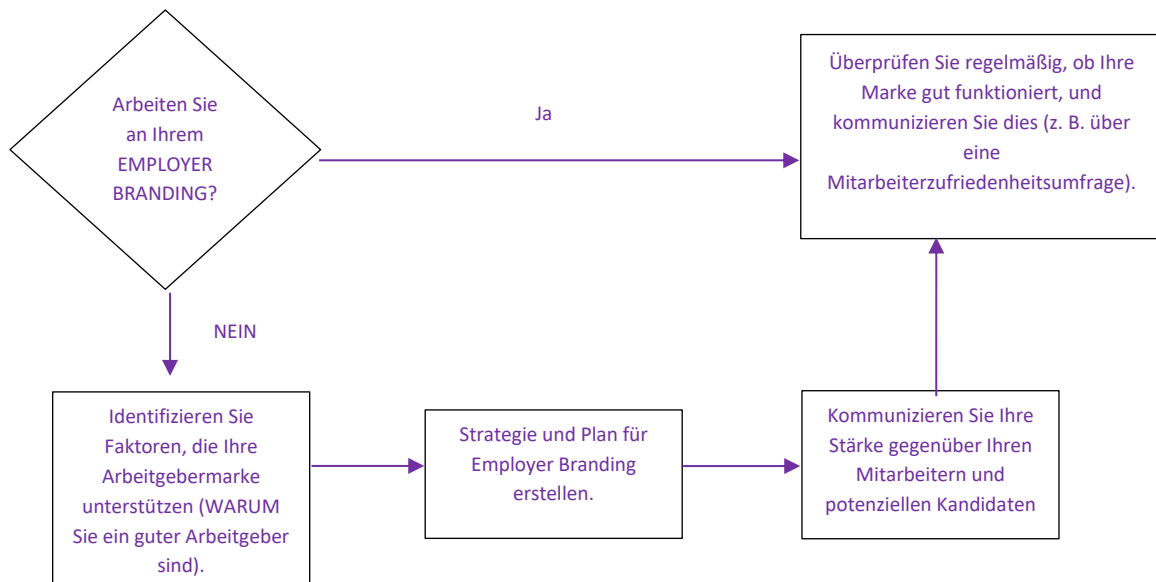 Arbeiten Sie
an Ihrem
EMPLOYER
BRANDING?
Ja
Überprüfen Sie regelmäßig, ob Ihre
Marke gut funktioniert, und
kommunizieren Sie dies (z. B. über
eine
Mitarbeiterzufriedenheitsumfrage).
NEIN
Identifizieren Sie
Faktoren, die Ihre
Arbeitgebermarke
unterstützen (WARUM
Sie ein guter Arbeitgeber
sind).
Strategie und Plan für
Employer Branding
erstellen.
Kommunizieren Sie Ihre
Stärke gegenüber Ihren
Mitarbeitern und
potenziellen Kandidaten